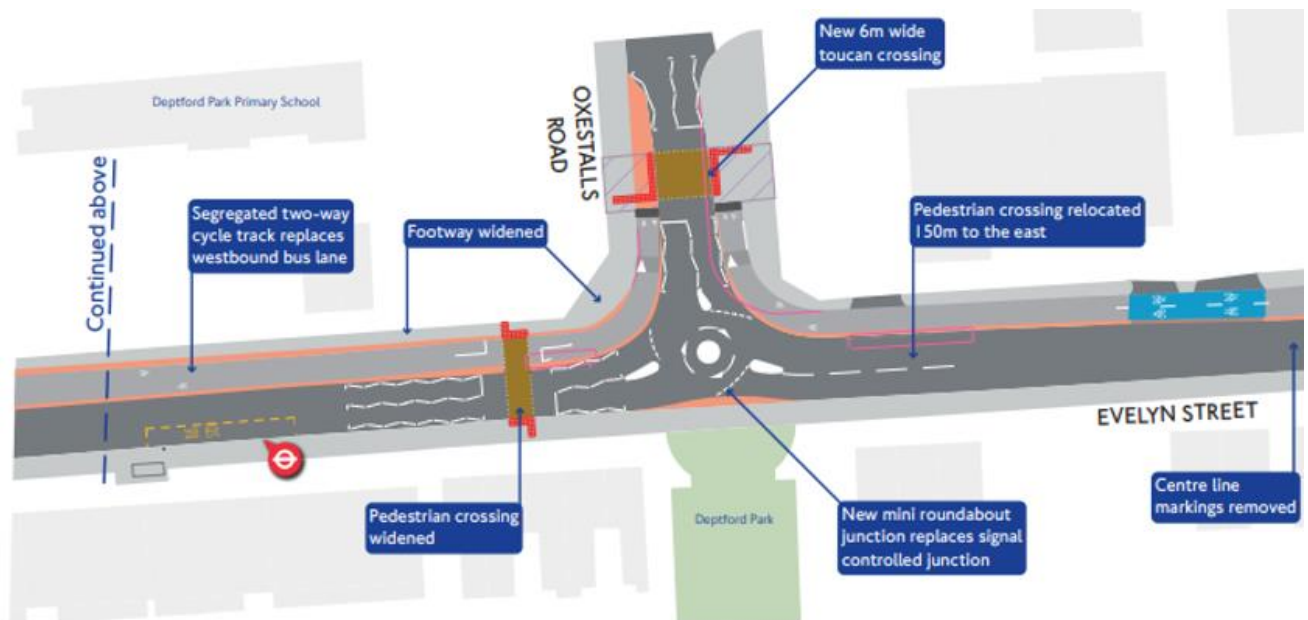 New 6m wide
toucan crossing
Deptford Park Primary School
OXESTALLS
ROAD
Continued above
Segregated two-way
cycle track replaces
westbound bus lane
Footway widened
Pedestrian crossing relocated
150m to the east
EVELYN STREET
Pedestrian crossing
widened
Deptford Park
New mini roundabout
junction replaces signal
controlled junction
Centre line
markings removed